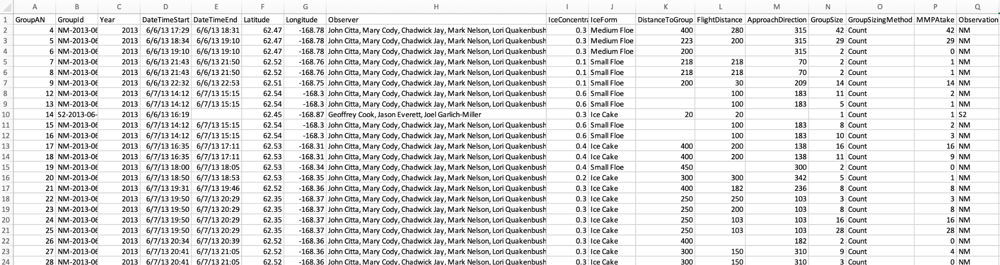 A B C D E F G H I J K L M N O P Q
1 GroupAN GroupId Year DateTimeStart DateTimeEnd Latitude Longitude Observer IceConcentra IceForm DistanceToGroup FlightDistance ApproachDirection GroupSize GroupSizingMethod MMPAtake Observation
2 4 NM-2013-06 2013 6/6/13 17:29 6/6/13 18:31 62.47 -168.78 John Citta, Mary Cody, Chadwick Jay, Mark Nelson, Lori Quakenbush 0.3 Medium Floe 400 280 315 42 Count 42 NM
3 5 NM-2013-06 2013 6/6/13 18:34 6/6/13 19:10 62.47 -168.78 John Citta, Mary Cody, Chadwick Jay, Mark Nelson, Lori Quakenbush 0.3 Medium Floe 223 200 315 29 Count 29 NM
4 6 NM-2013-06 2013 6/6/13 19:10 6/6/13 19:10 62.47 -168.78 John Citta, Mary Cody, Chadwick Jay, Mark Nelson, Lori Quakenbush 0.3 Medium Floe 200 315 2 Count 0 NM
5 7 NM-2013-06 2013 6/6/13 21:43 6/6/13 21:50 62.52 -168.76 John Citta, Mary Cody, Chadwick Jay, Mark Nelson, Lori Quakenbush 0.1 Small Floe 218 218 70 2 Count 1 NM
6 8 NM-2013-06 2013 6/6/13 21:43 6/6/13 21:50 62.52 -168.76 John Citta, Mary Cody, Chadwick Jay, Mark Nelson, Lori Quakenbush 0.1 Small Floe 218 218 70 2 Count 1 NM
7 9 NM-2013-06 2013 6/6/13 22:32 6/6/13 22:53 62.51 -168.75 John Citta, Mary Cody, Chadwick Jay, Mark Nelson, Lori Quakenbush 0.1 Small Floe 200 30 209 14 Count 14 NM
8 12 NM-2013-06 2013 6/7/13 14:12 6/7/13 15:15 62.54 -168.3 John Citta, Mary Cody, Chadwick Jay, Mark Nelson, Lori Quakenbush 0.6 Small Floe 100 183 11 Count 2 NM
9 13 NM-2013-06 2013 6/7/13 14:12 6/7/13 15:15 62.54 -168.3 John Citta, Mary Cody, Chadwick Jay, Mark Nelson, Lori Quakenbush 0.6 Small Floe 100 183 5 Count 1 NM
10 14 S2-2013-06- 2013 6/6/13 16:19 62.45 -168.87 Geoffrey Cook, Jason Everett, Joel Garlich-Miller 0.3 Ice Cake 20 20 1 Count 1 S2
11 15 NM-2013-06 2013 6/7/13 14:12 6/7/13 15:15 62.54 -168.3 John Citta, Mary Cody, Chadwick Jay, Mark Nelson, Lori Quakenbush 0.6 Small Floe 100 183 8 Count 2 NM
12 16 NM-2013-06 2013 6/7/13 14:12 6/7/13 15:15 62.54 -168.3 John Citta, Mary Cody, Chadwick Jay, Mark Nelson, Lori Quakenbush 0.6 Small Floe 100 183 10 Count 3 NM
13 17 NM-2013-06 2013 6/7/13 16:35 6/7/13 17:11 62.53 -168.31 John Citta, Mary Cody, Chadwick Jay, Mark Nelson, Lori Quakenbush 0.4 Ice Cake 400 200 138 16 Count 16 NM
14 18 NM-2013-06 2013 6/7/13 16:35 6/7/13 17:11 62.53 -168.31 John Citta, Mary Cody, Chadwick Jay, Mark Nelson, Lori Quakenbush 0.4 Ice Cake 400 200 138 11 Count 9 NM
15 19 NM-2013-06 2013 6/7/13 18:00 6/7/13 18:05 62.53 -168.34 John Citta, Mary Cody, Chadwick Jay, Mark Nelson, Lori Quakenbush 0.4 Small Floe 450 300 2 Count 0 NM
16 20 NM-2013-06 2013 6/7/13 18:50 6/7/13 18:53 62.53 -168.35 John Citta, Mary Cody, Chadwick Jay, Mark Nelson, Lori Quakenbush 0.2 Ice Cake 300 300 342 5 Count 1 NM
17 21 NM-2013-06 2013 6/7/13 19:31 6/7/13 19:46 62.52 -168.36 John Citta, Mary Cody, Chadwick Jay, Mark Nelson, Lori Quakenbush 0.3 Ice Cake 400 182 236 8 Count 8 NM
18 22 NM-2013-06 2013 6/7/13 19:50 6/7/13 20:29 62.35 -168.37 John Citta, Mary Cody, Chadwick Jay, Mark Nelson, Lori Quakenbush 0.3 Ice Cake 250 250 103 3 Count 3 NM
19 23 NM-2013-06 2013 6/7/13 19:50 6/7/13 20:29 62.35 -168.37 John Citta, Mary Cody, Chadwick Jay, Mark Nelson, Lori Quakenbush 0.3 Ice Cake 250 200 103 8 Count 8 NM
20 24 NM-2013-06 2013 6/7/13 19:50 6/7/13 20:29 62.35 -168.37 John Citta, Mary Cody, Chadwick Jay, Mark Nelson, Lori Quakenbush 0.3 Ice Cake 250 103 103 16 Count 16 NM
21 25 NM-2013-06 2013 6/7/13 19:50 6/7/13 20:29 62.35 -168.37 John Citta, Mary Cody, Chadwick Jay, Mark Nelson, Lori Quakenbush 0.3 Ice Cake 250 103 103 28 Count 28 NM
22 26 NM-2013-06 2013 6/7/13 20:34 6/7/13 20:39 62.52 -168.36 John Citta, Mary Cody, Chadwick Jay, Mark Nelson, Lori Quakenbush 0.3 Ice Cake 400 182 2 Count 0 NM
23 27 NM-2013-06 2013 6/7/13 20:41 6/7/13 21:05 62.52 -168.36 John Citta, Mary Cody, Chadwick Jay, Mark Nelson, Lori Quakenbush 0.3 Ice Cake 300 150 310 9 Count 4 NM
24 28 NM-2013-06 2013 6/7/13 20:41 6/7/13 21:05 62.52 -168.36 John Citta, Mary Cody, Chadwick Jay, Mark Nelson, Lori Quakenbush 0.3 Ice Cake 300 150 310 3 Count 0 NM